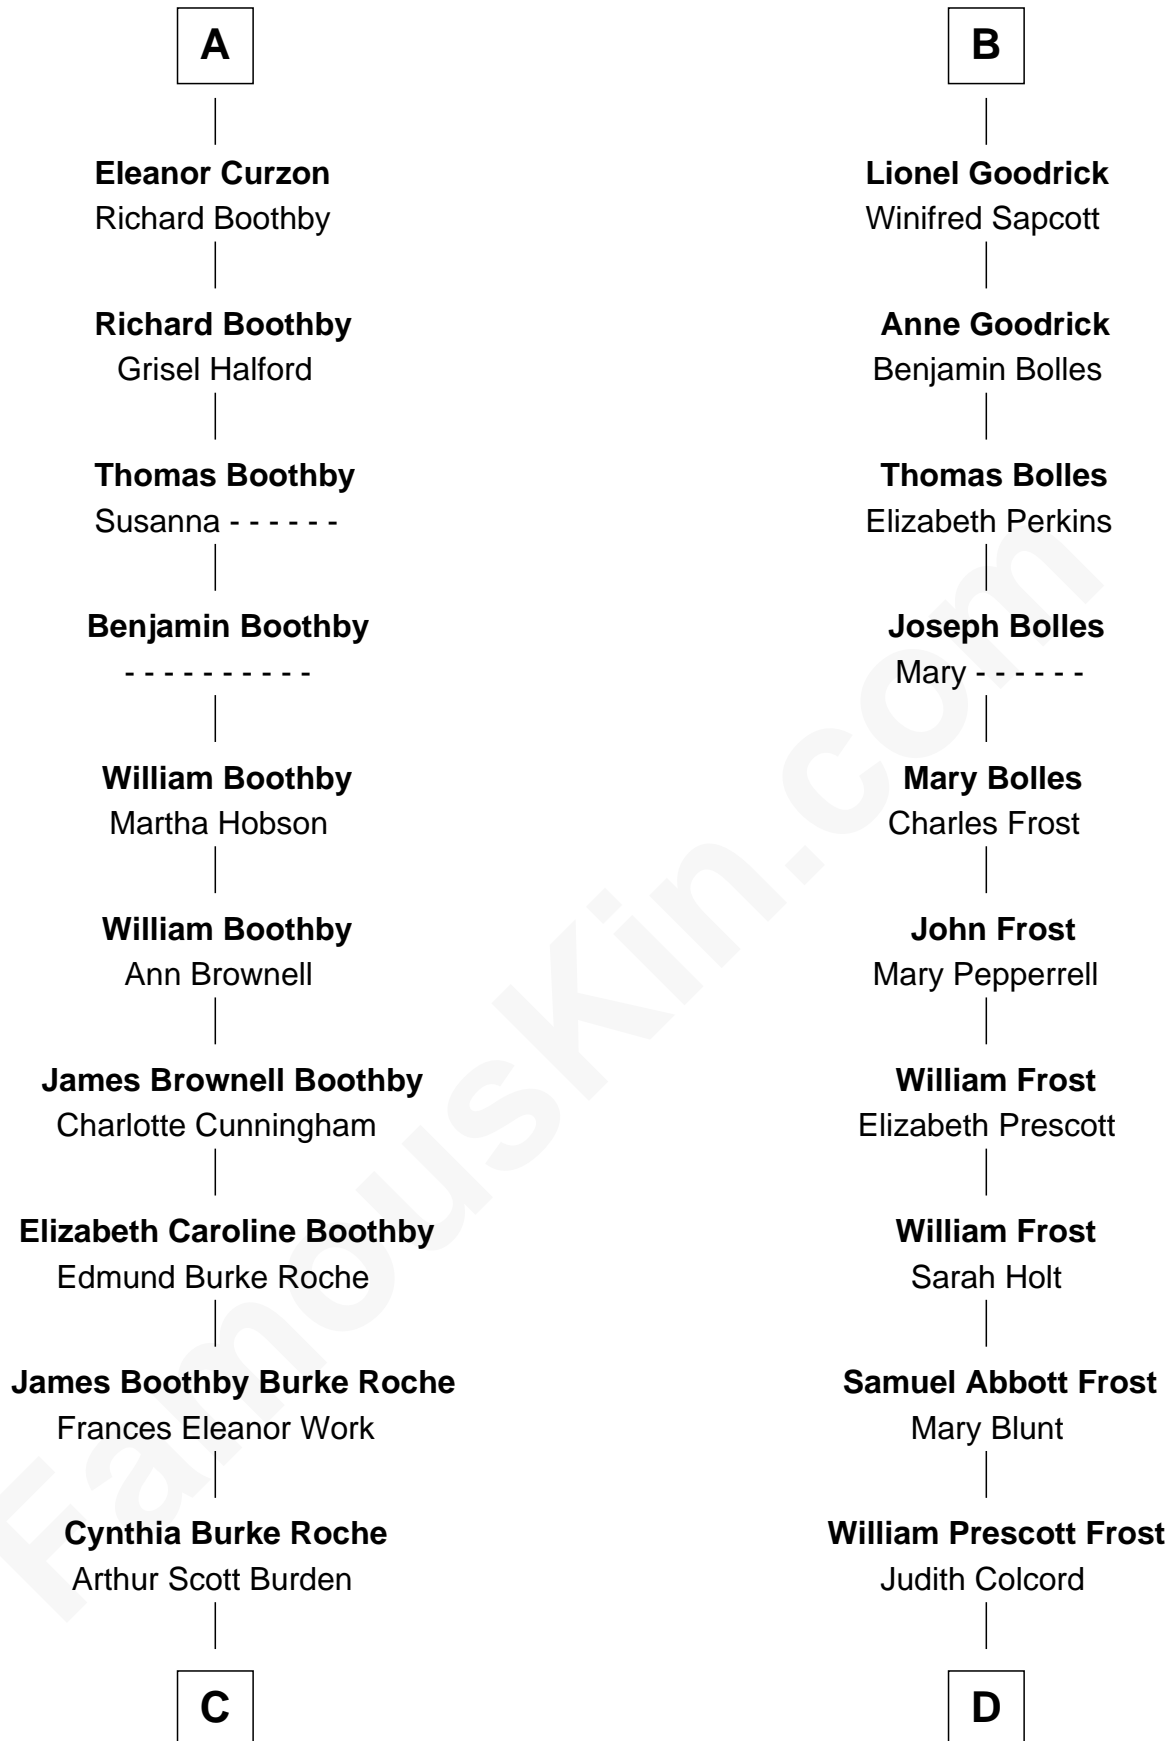 A
Eleanor Curzon
Richard Boothby
Richard Boothby
Grisel Halford
Thomas Boothby
Susanna - - - - - -
Benjamin Boothby
- - - - - - - - - -
William Boothby
Martha Hobson
William Boothby
Ann Brownell
James Brownell Boothby
Charlotte Cunningham
Elizabeth Caroline Boothby
Edmund Burke Roche
James Boothby Burke Roche
Frances Eleanor Work
Cynthia Burke Roche
Arthur Scott Burden
C
B
Lionel Goodrick
Winifred Sapcott
Anne Goodrick
Benjamin Bolles
Thomas Bolles
Elizabeth Perkins
Joseph Bolles
Mary - - - - - -
Mary Bolles
Charles Frost
John Frost
Mary Pepperrell
William Frost
Elizabeth Prescott
William Frost
Sarah Holt
Samuel Abbott Frost
Mary Blunt
William Prescott Frost
Judith Colcord
D
FamousKin.com